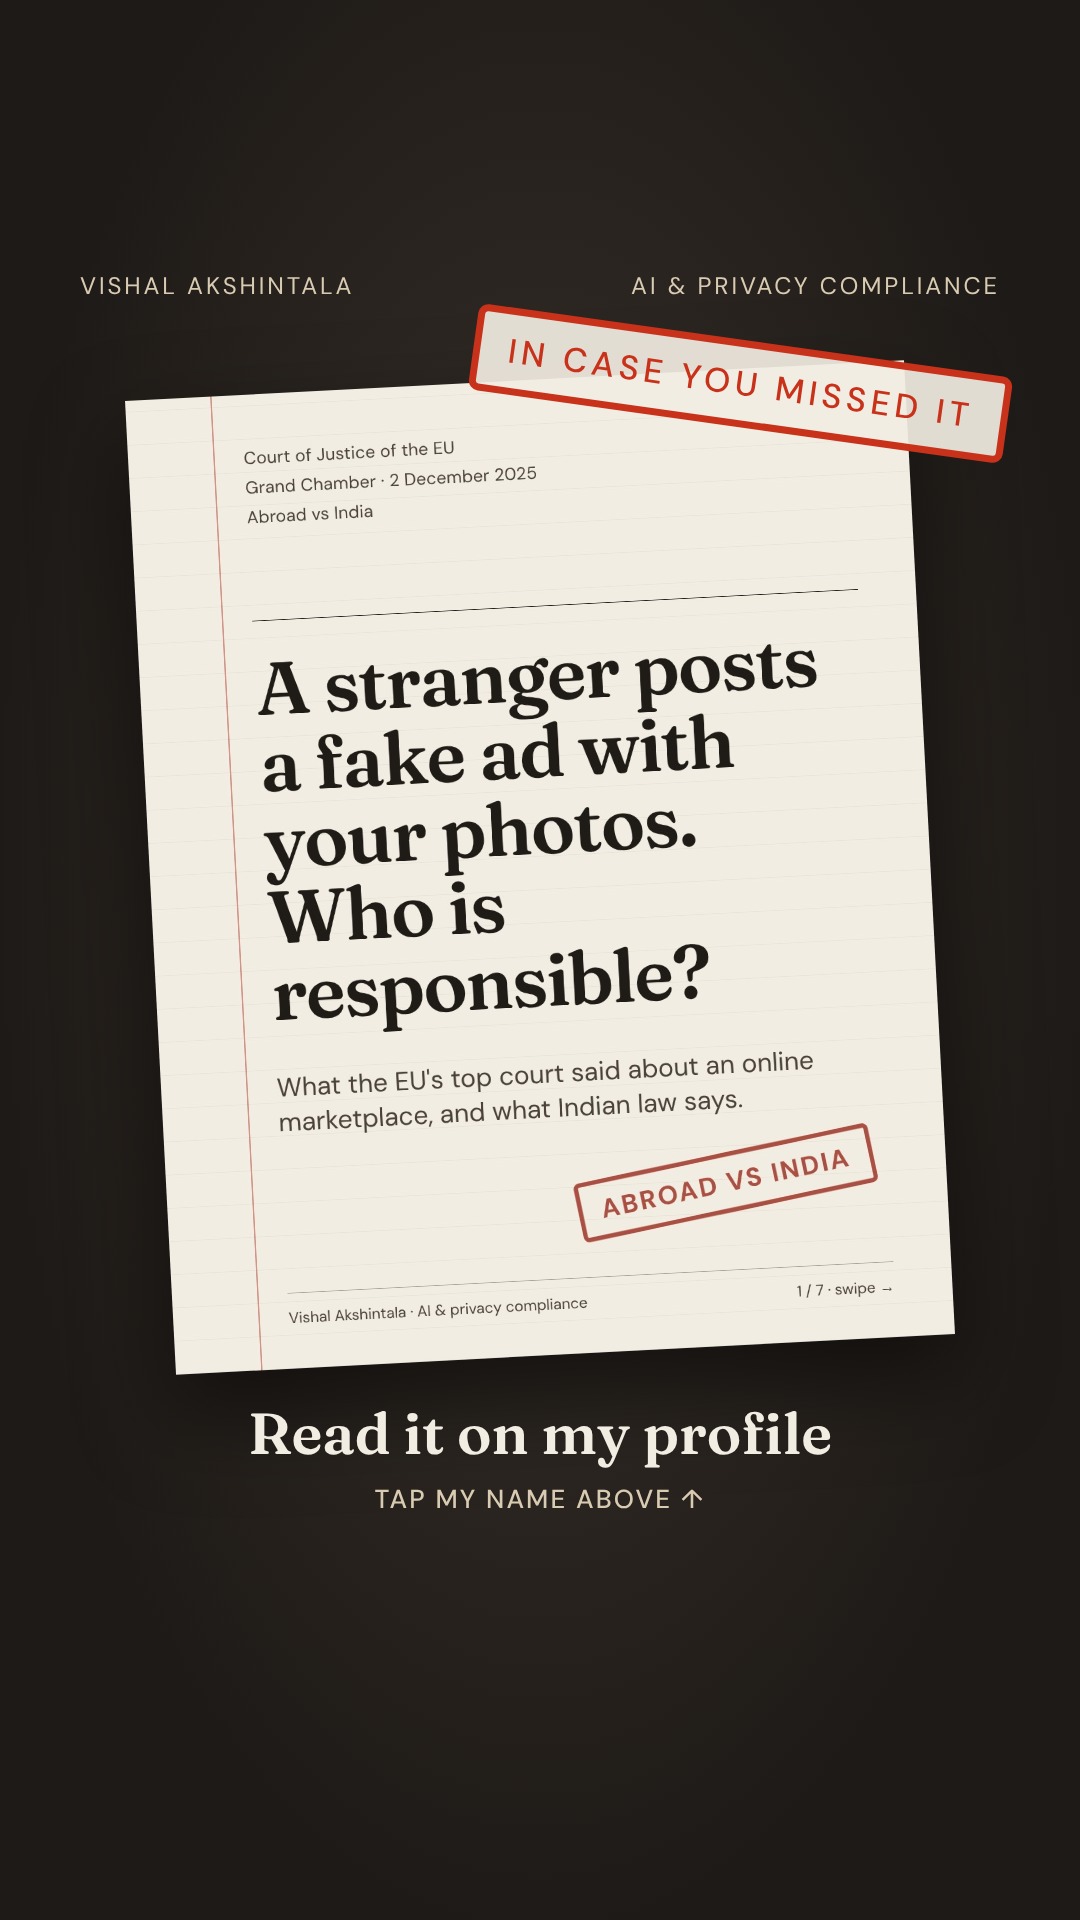 VISHAL AKSHINTALA
AI & PRIVACY COMPLIANCE
IN CASE YOU MISSED IT
Court of Justice of the EU
Grand Chamber · 2 December 2025
Abroad vs India
A stranger posts
a fake ad with
your photos.
Who is
responsible?
What the EU's top court said about an online
marketplace, and what Indian law says.
ABROAD VS INDIA
Vishal Akshintala · AI & privacy compliance
1 / 7 · swipe →
Read it on my profile
TAP MY NAME ABOVE ↑